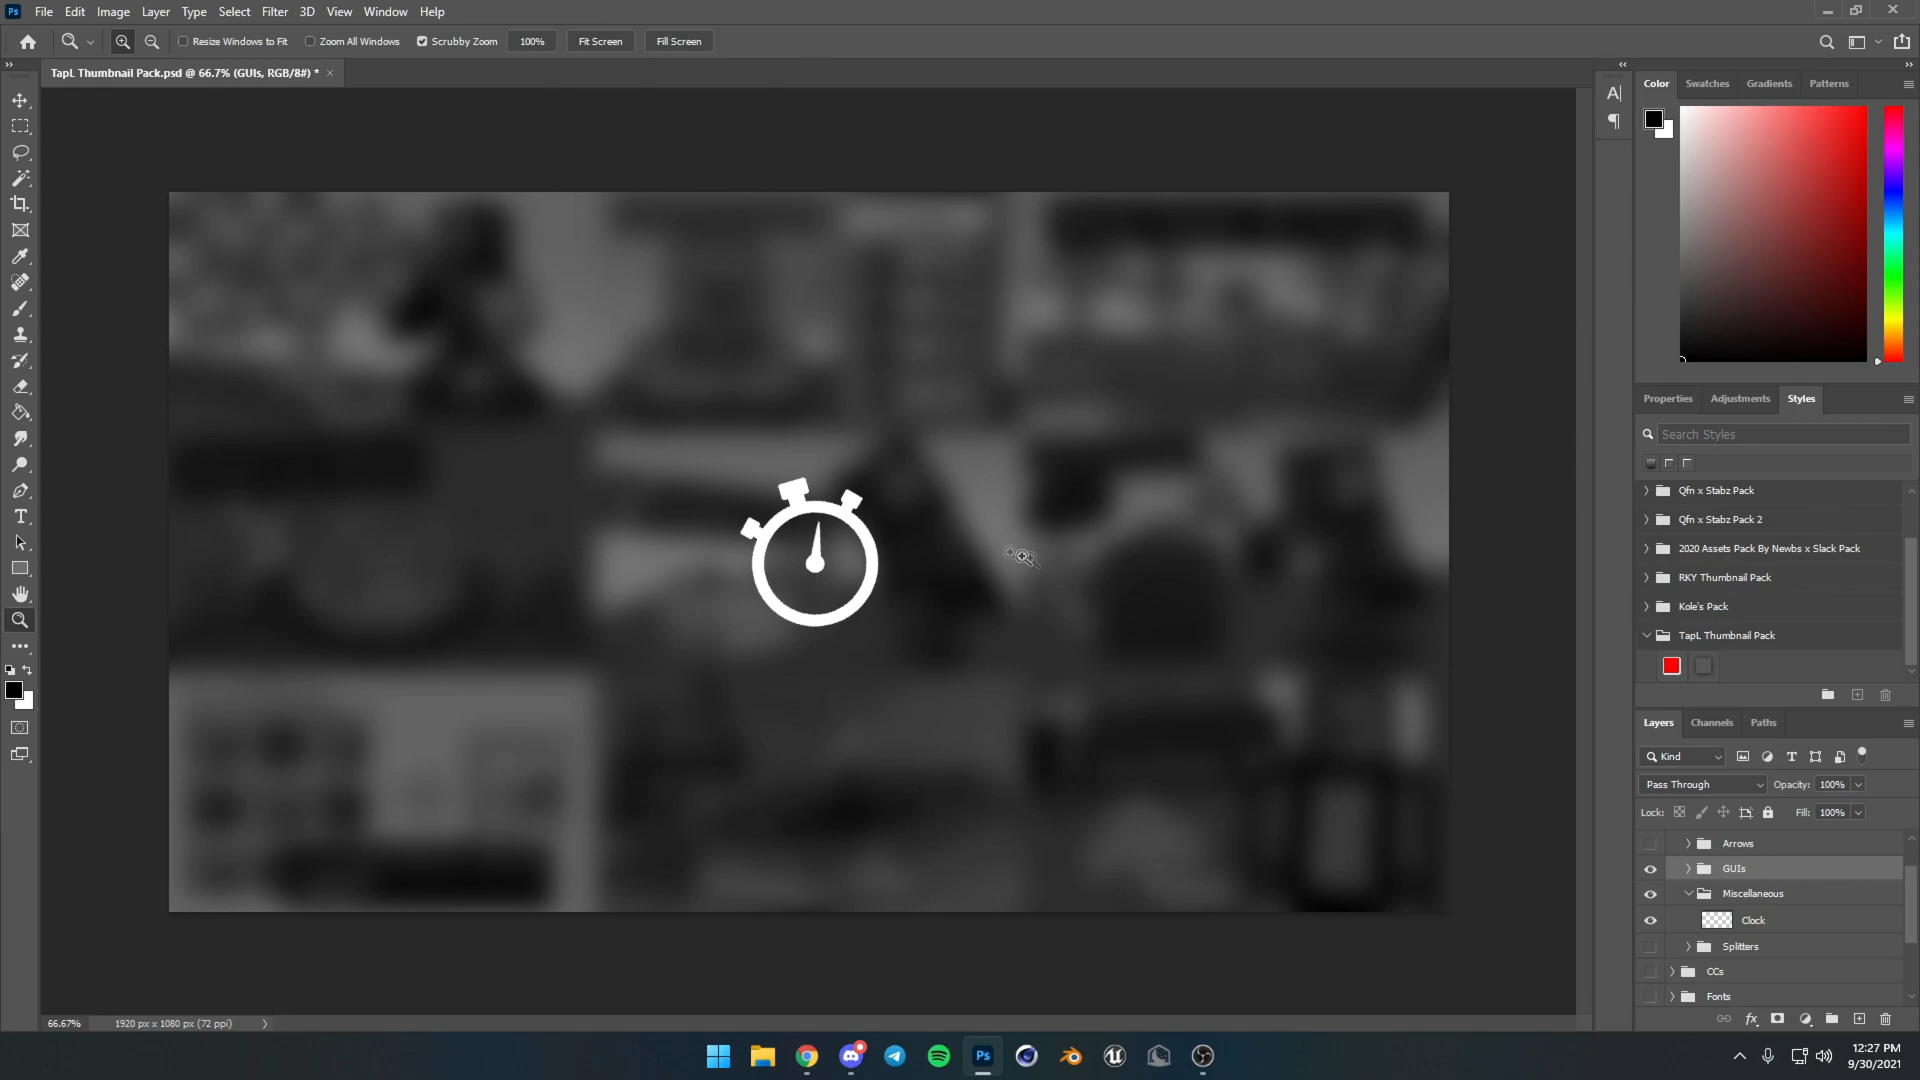 Ps File Edit Image Layer Type Select Filter 3D View Window Help
Resize Windows to Fit Zoom All Windows Scrubby Zoom 100% Fit Screen Fill Screen
TapL Thumbnail Pack.psd @ 66.7% (GUIs, RGB/8#) * ×
Color Swatches Gradients Patterns
Properties Adjustments Styles
Search Styles
Qfn x Stabz Pack
Qfn x Stabz Pack 2
2020 Assets Pack By Newbs x Slack Pack
RKY Thumbnail Pack
Kole's Pack
TapL Thumbnail Pack
Layers Channels Paths
Kind
Pass Through Opacity: 100%
Lock: Fill: 100%
Arrows
GUIs
Miscellaneous
Clock
Splitters
CCs
Fonts
66.67% 1920 px x 1080 px (72 ppi)
Ps
12:27 PM
9/30/2021